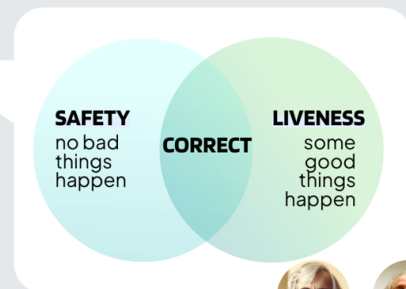 SAFETY
no bad
things
happen
CORRECT
LIVENESS
some
good
things
happen